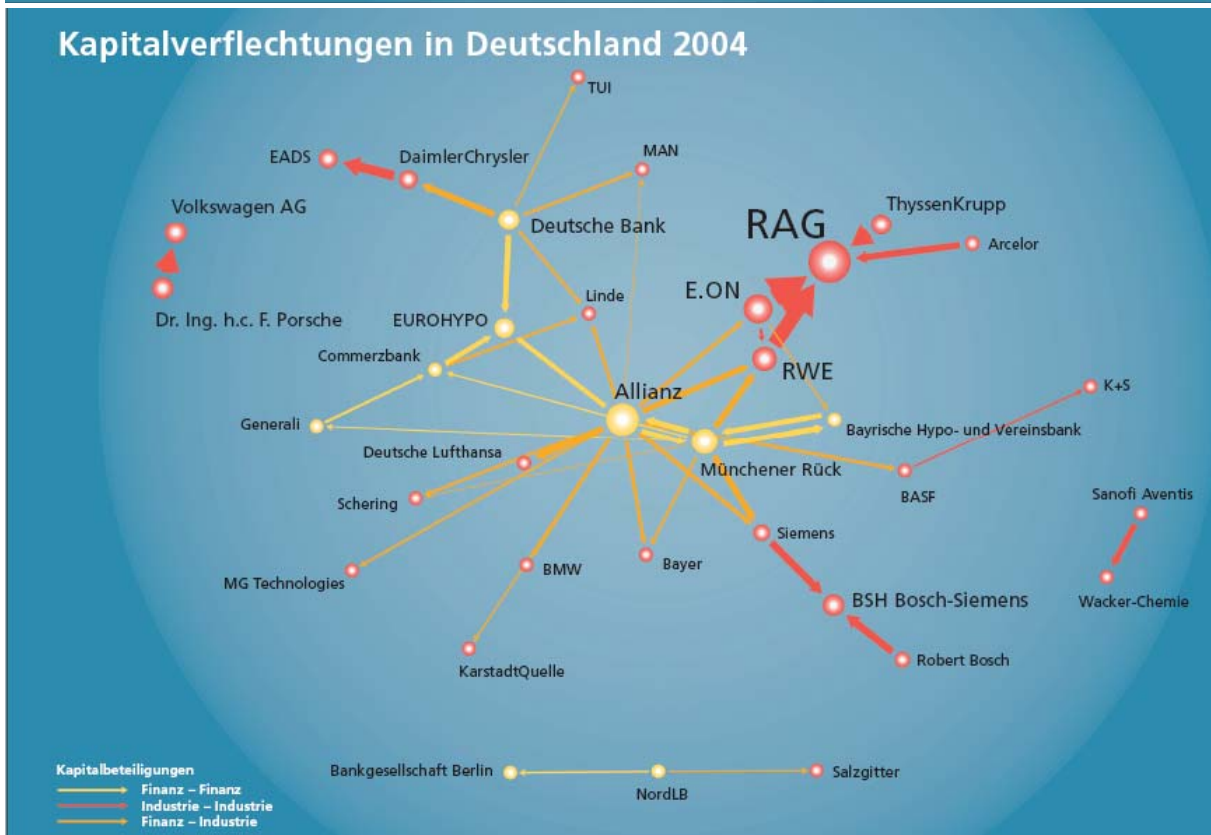 Kapitalverflechtungen in Deutschland 2004
TUI
MAN
EADS
DaimlerChrysler
Volkswagen AG
Deutsche Bank
RAG
ThyssenKrupp
Arcelor
E.ON
Linde
Dr. Ing. h.c. F. Porsche
EUROHYPO
Commerzbank
RWE
Allianz
K+S
Generali
Bayrische Hypo- und Vereinsbank
Deutsche Lufthansa
Münchener Rück
Schering
BASF
Sanofi Aventis
Siemens
MG Technologies
BMW
Bayer
BSH Bosch-Siemens
Wacker-Chemie
KarstadtQuelle
Robert Bosch
Bankgesellschaft Berlin
NordLB
Salzgitter
Kapitalbeteiligungen
Finanz – Finanz
Industrie – Industrie
Finanz – Industrie